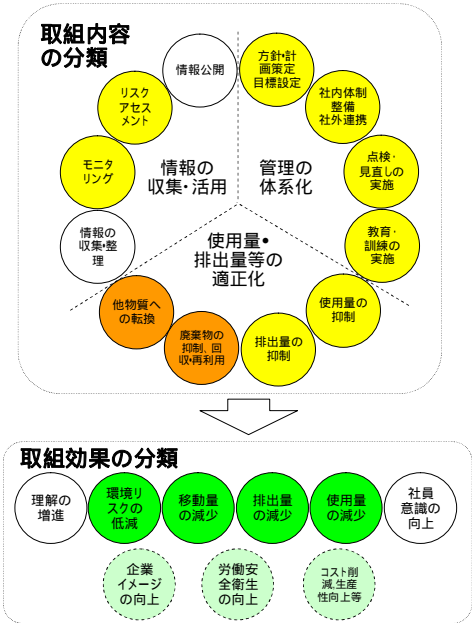 取組内容
の分類
情報公開
方針・計
画策定
目標設定
社内体制
整備
社外連携
点検・
見直しの
実施
教育・
訓練の
実施
使用量の
抑制
排出量の
抑制
廃棄物の
抑制、回
収・再利用
他物質へ
の転換
情報の
収集・整
理
モニタ
リング
リスク
アセス
メント
情報の
収集・活用
管理の
体系化
使用量・
排出量等の
適正化
取組効果の分類
理解の
増進
環境リ
スクの
低減
移動量
の減少
排出量
の減少
使用量
の減少
社員
意識の
向上
企業
イメージ
の向上
労働安
全衛生
の向上
コスト削
減、生産
性向上等